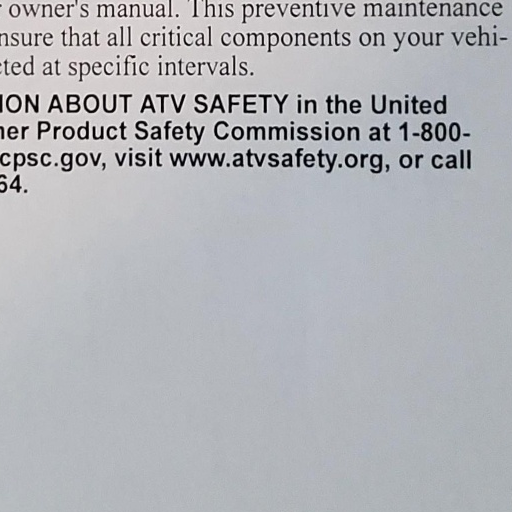 owner's manual. This preventive maintenance
nsure that all critical components on your vehi-
ted at specific intervals.
ION ABOUT ATV SAFETY in the United
er Product Safety Commission at 1-800-
cpsc.gov, visit www.atvsafety.org, or call
64.